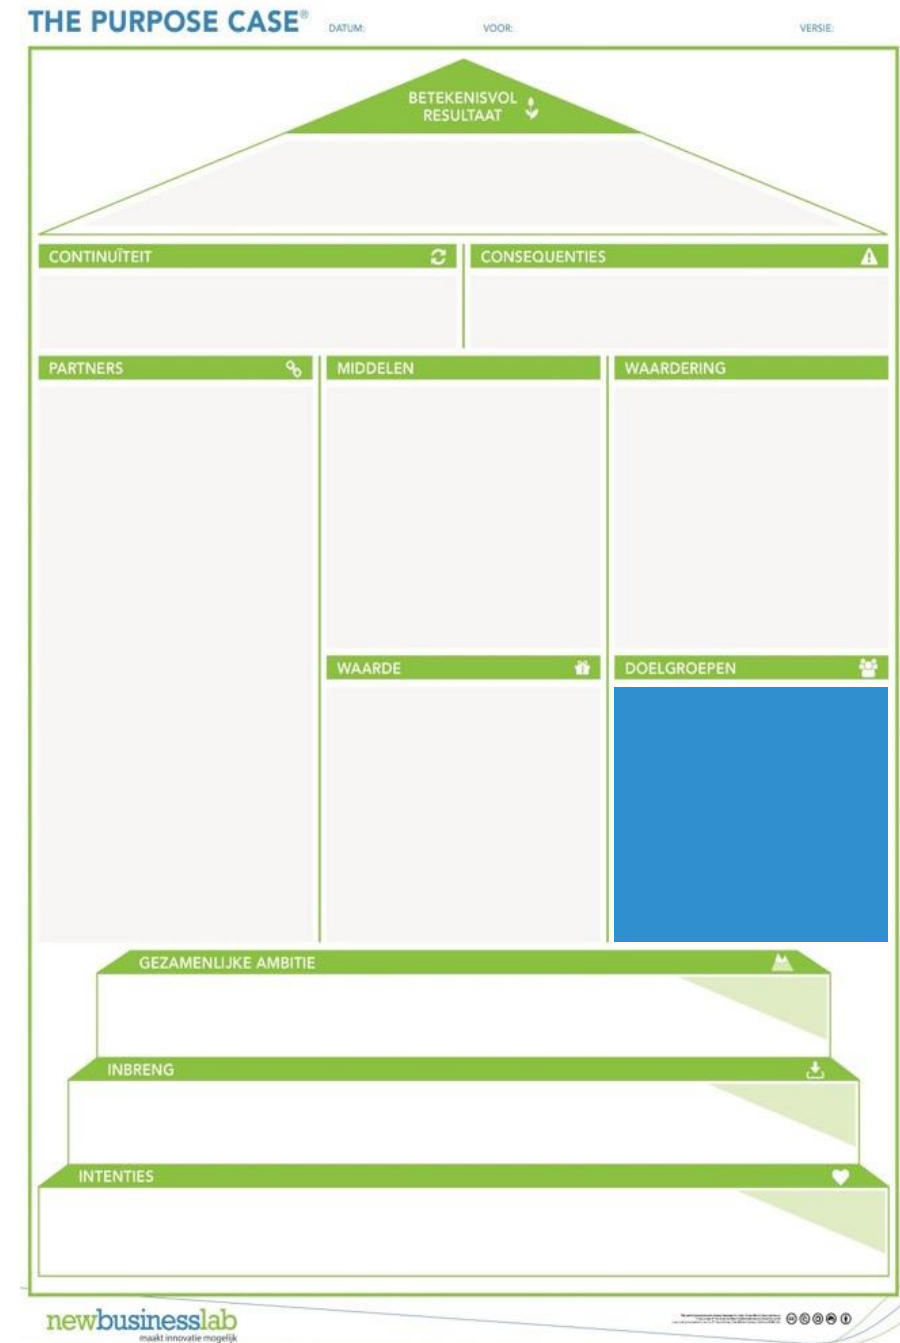 THE PURPOSE CASE®
DATUM:
VOOR:
VERSIE:
BETEKENISVOL
RESULTAAT
CONTINUÏTEIT
CONSEQUENTIES
PARTNERS
MIDDELEN
WAARDERING
WAARDE
DOELGROEPEN
GEZAMENLIJKE AMBITIE
INBRENG
INTENTIES
newbusinesslab
maakt innovatie mogelijk